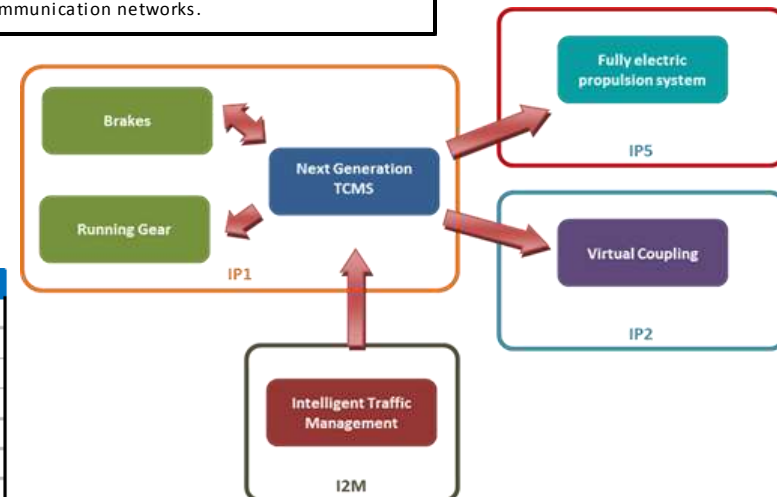 mmunication networks.
Fully electric
propulsion system
IP5
Brakes
Next Generation
TCMS
Running Gear
IP1
Virtual Coupling
IP2
Intelligent Traffic
Management
I2M